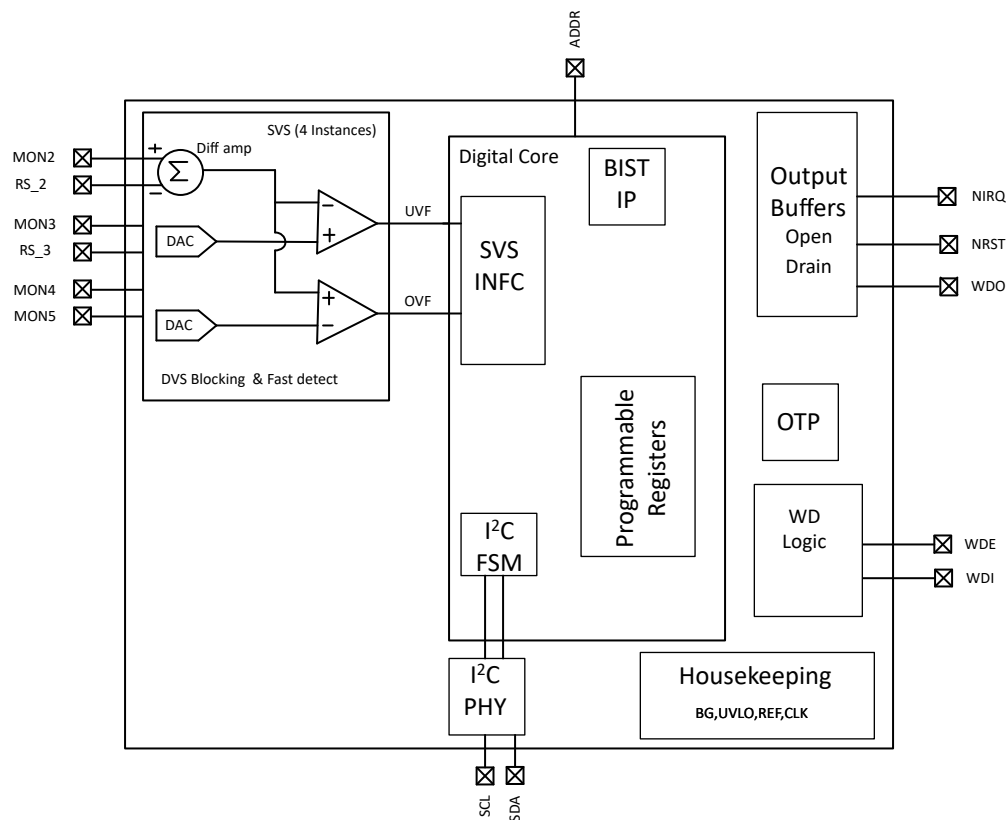 ADDR
SVS (4 Instances)
Diff amp
+
Σ
−
MON2
RS_2
MON3
RS_3
MON4
MON5
DAC
DAC
−
+
+
−
UVF
OVF
DVS Blocking & Fast detect
Digital Core
BIST
IP
SVS
INFC
Programmable
Registers
I²C
FSM
I²C
PHY
SCL
SDA
Output
Buffers
Open
Drain
NIRQ
NRST
WDO
OTP
WD
Logic
WDE
WDI
Housekeeping
BG,UVLO,REF,CLK